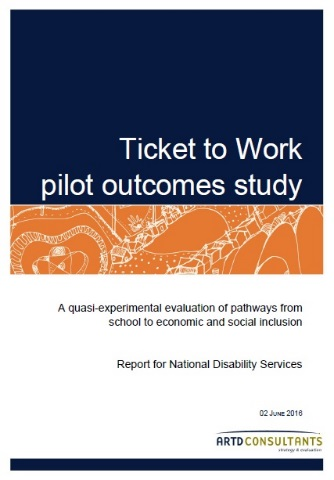 Ticket to Work
pilot outcomes study
A quasi-experimental evaluation of pathways from
school to economic and social inclusion
Report for National Disability Services
02 JUNE 2016
ARTD CONSULTANTS
strategy & evaluation